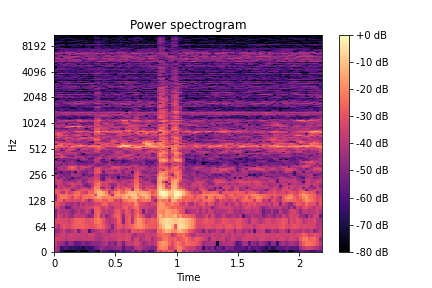 Power spectrogram
Hz
8192
4096
2048
1024
512
256
128
64
0
0 0.5 1 1.5 2
Time
+0 dB
-10 dB
-20 dB
-30 dB
-40 dB
-50 dB
-60 dB
-70 dB
-80 dB